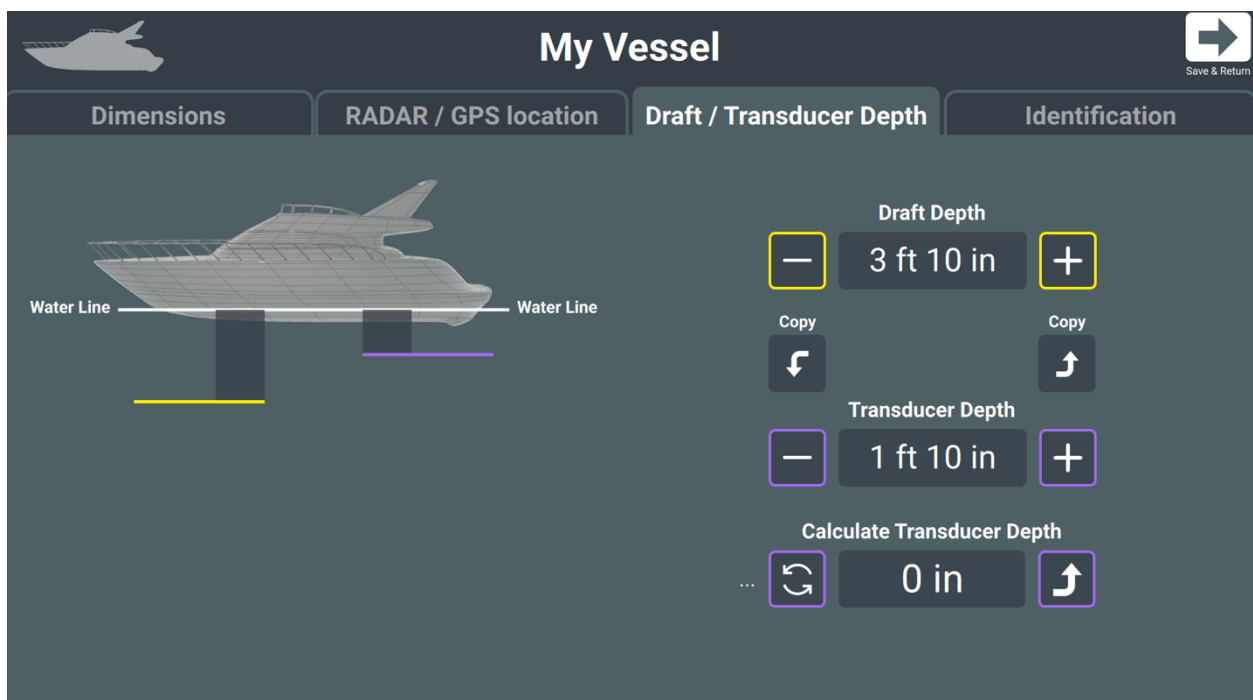 My Vessel
Save & Return
Dimensions
RADAR / GPS location
Draft / Transducer Depth
Identification
Water Line
Water Line
Draft Depth
3 ft 10 in
Copy
Copy
Transducer Depth
1 ft 10 in
Calculate Transducer Depth
...
0 in